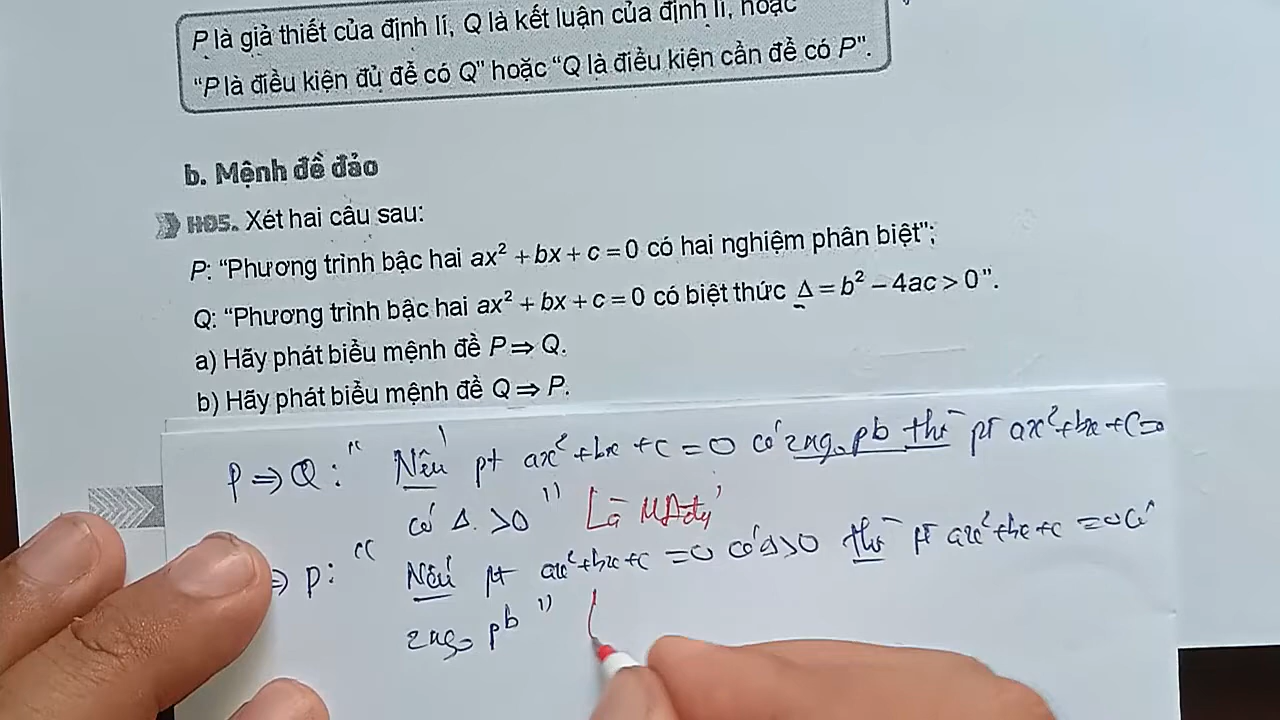 P là giả thiết của định lí, Q là kết luận của định lí, hoặc
“P là điều kiện đủ để có Q” hoặc “Q là điều kiện cần để có P”.
b. Mệnh đề đảo
HĐ5. Xét hai câu sau:
P: “Phương trình bậc hai ax² + bx + c = 0 có hai nghiệm phân biệt”;
Q: “Phương trình bậc hai ax² + bx + c = 0 có biệt thức Δ = b² − 4ac > 0”.
a) Hãy phát biểu mệnh đề P ⇒ Q.
b) Hãy phát biểu mệnh đề Q ⇒ P.
P ⇒ Q : “ Nếu pt ax² + bx + c = 0 có 2 ng. pb thì pt ax² + bx + c = 0
có Δ > 0 ” Là MĐ đg
⇒ P : “ Nếu pt ax² + bx + c = 0 có Δ > 0 thì pt ax² + bx + c = 0 có
2 ng. pb ”